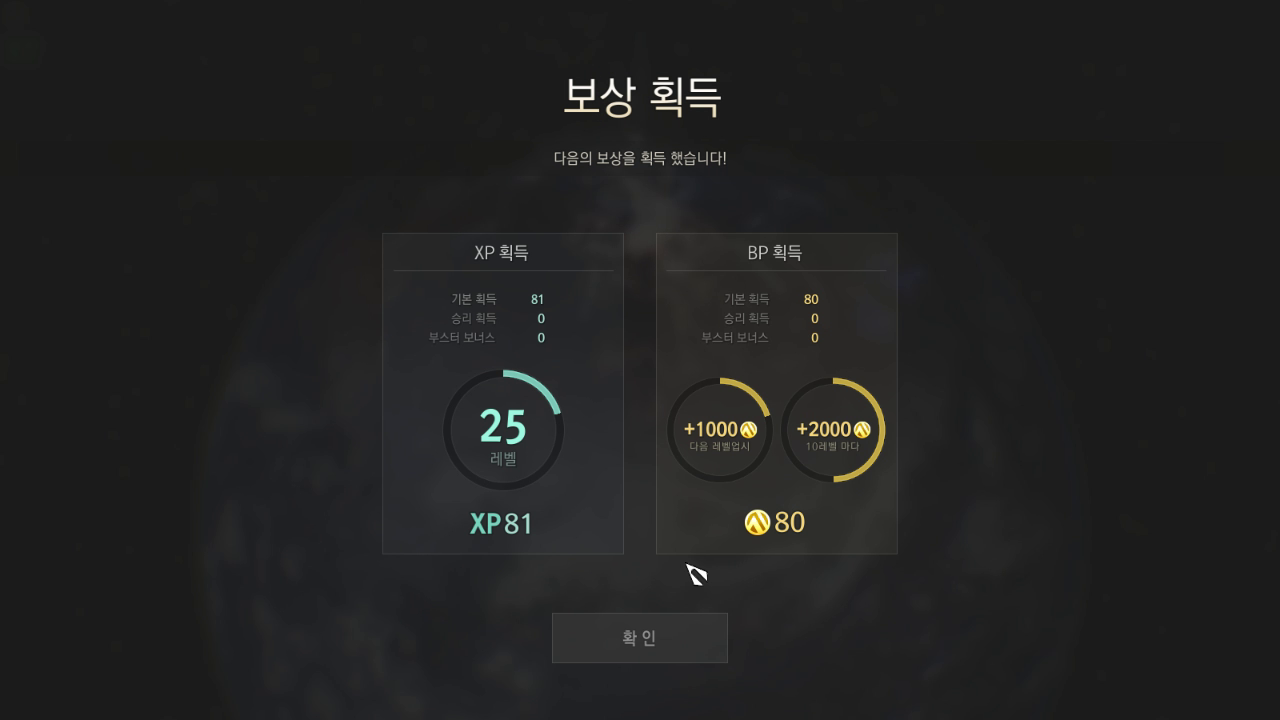 보상 획득
다음의 보상을 획득 했습니다!
XP 획득
기본 획득 81
승리 획득 0
부스터 보너스 0
25
레벨
XP 81
BP 획득
기본 획득 80
승리 획득 0
부스터 보너스 0
+1000
다음 레벨업시
+2000
10레벨 마다
80
확 인